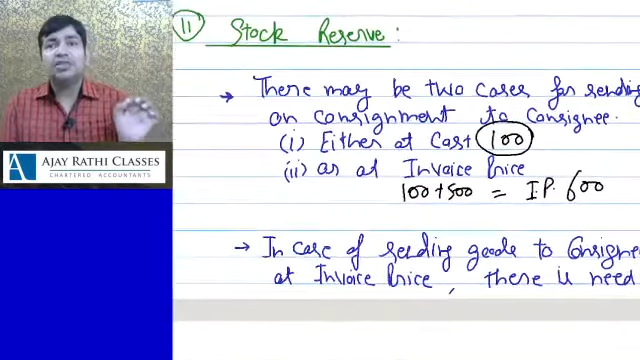 11 Stock Reserve :
→ There may be two cases for sending
on consignment to Consignee.
(i) Either at Cost 100
(ii) or at Invoice Price
100 + 500 = I.P. 600
AJAY RATHI CLASSES
CHARTERED ACCOUNTANTS
→ In case of sending goods to Consignee
at Invoice Price, there is need